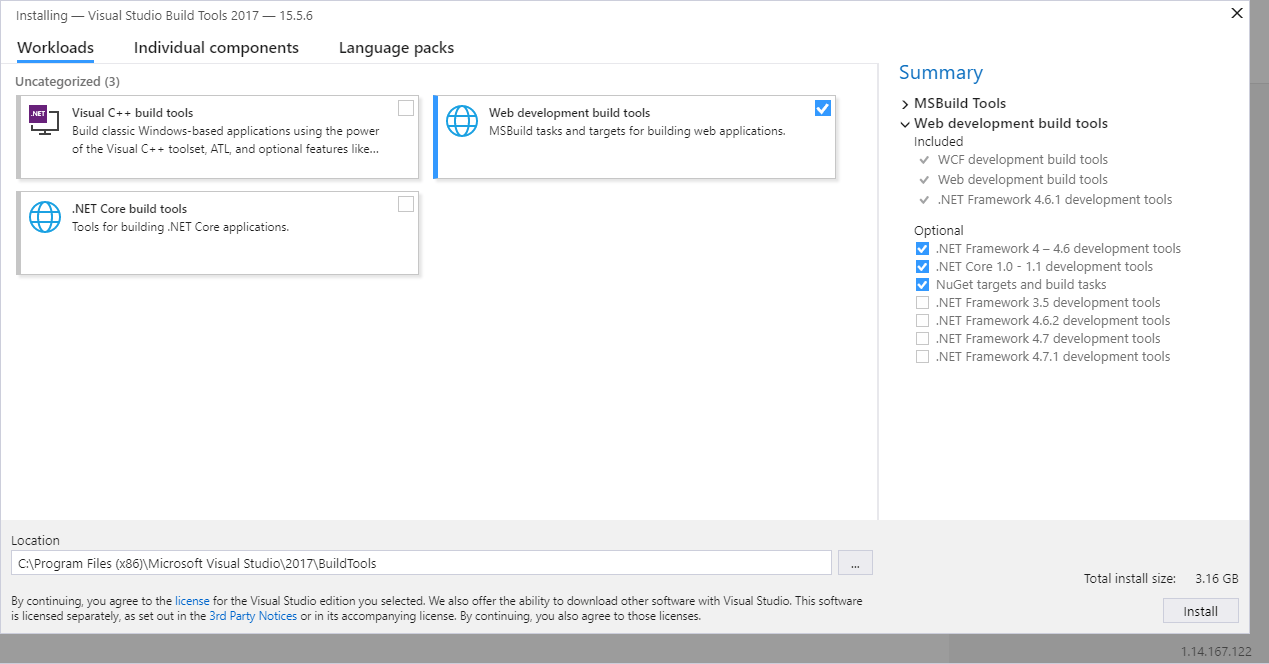 Installing — Visual Studio Build Tools 2017 — 15.5.6
Workloads
Individual components
Language packs
Uncategorized (3)
.NET
Visual C++ build tools
Build classic Windows-based applications using the power
of the Visual C++ toolset, ATL, and optional features like...
Web development build tools
MSBuild tasks and targets for building web applications.
.NET Core build tools
Tools for building .NET Core applications.
Summary
MSBuild Tools
Web development build tools
Included
WCF development build tools
Web development build tools
.NET Framework 4.6.1 development tools
Optional
.NET Framework 4 – 4.6 development tools
.NET Core 1.0 - 1.1 development tools
NuGet targets and build tasks
.NET Framework 3.5 development tools
.NET Framework 4.6.2 development tools
.NET Framework 4.7 development tools
.NET Framework 4.7.1 development tools
Location
C:\Program Files (x86)\Microsoft Visual Studio\2017\BuildTools
...
By continuing, you agree to the license for the Visual Studio edition you selected. We also offer the ability to download other software with Visual Studio. This software
is licensed separately, as set out in the 3rd Party Notices or in its accompanying license. By continuing, you also agree to those licenses.
Total install size: 3.16 GB
Install
1.14.167.122